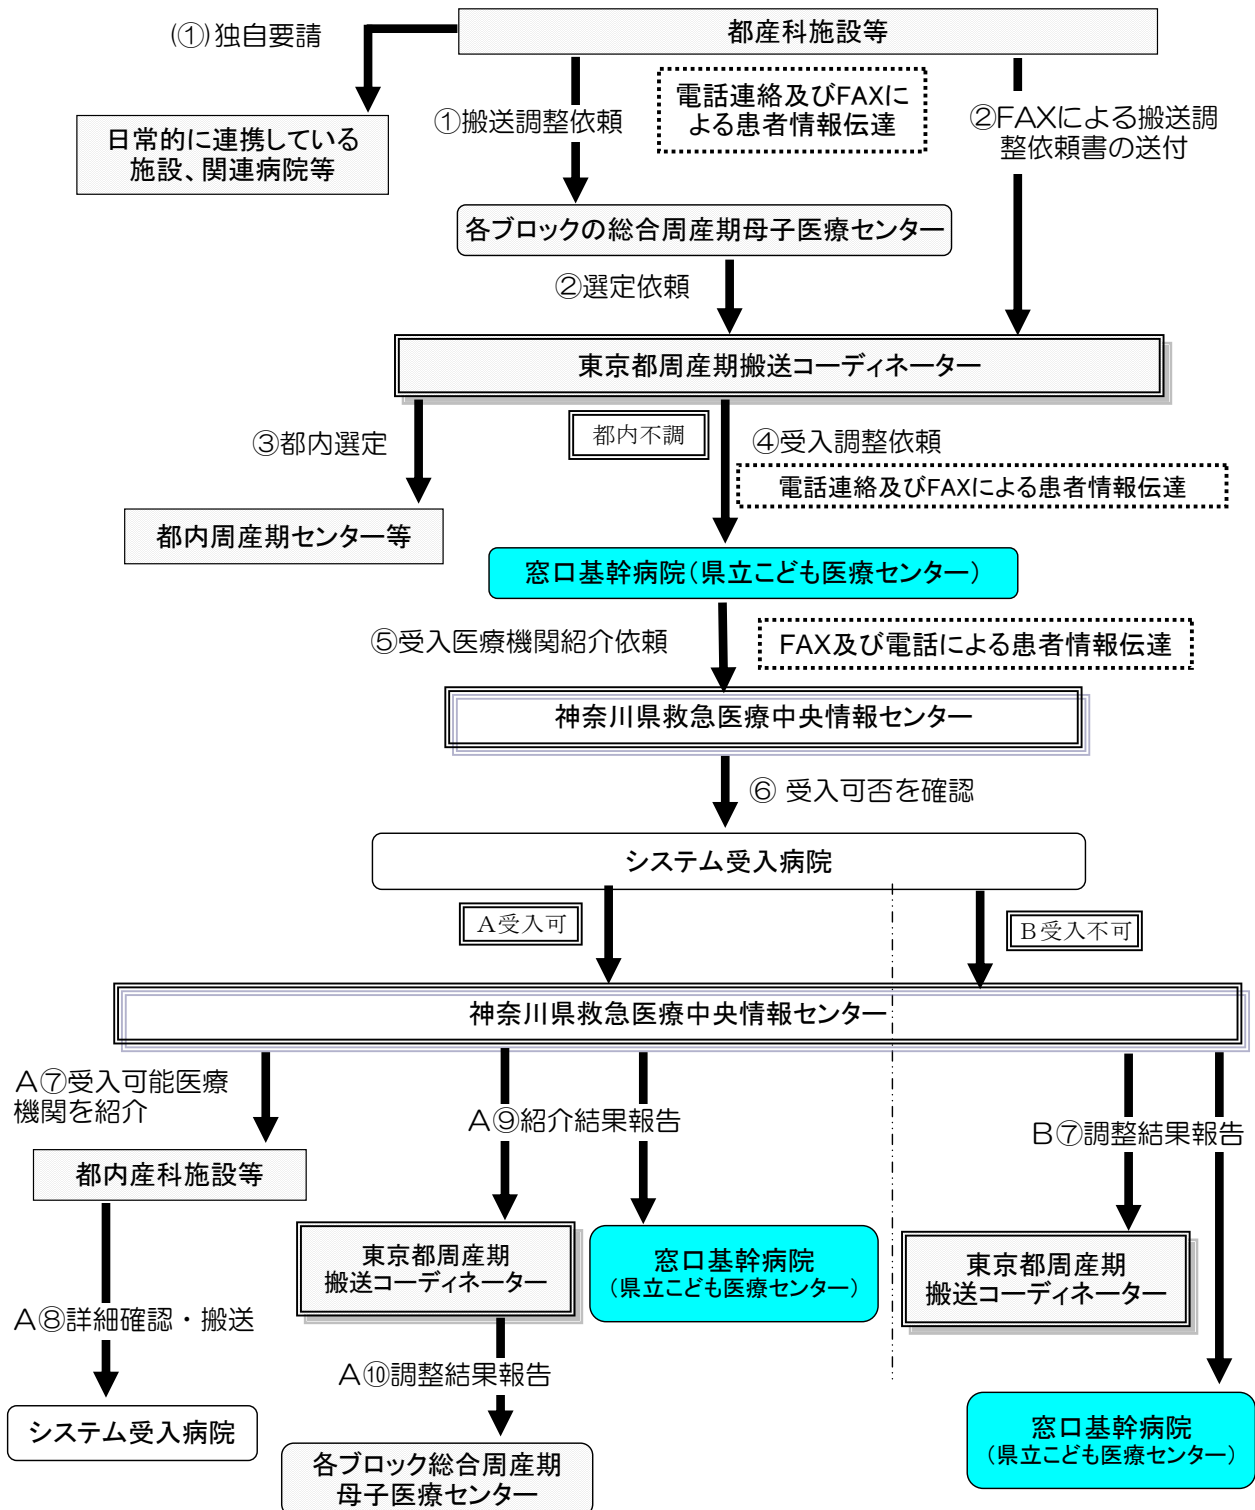 都産科施設等
(①)独自要請
①搬送調整依頼
電話連絡及びFAXに
よる患者情報伝達
②FAXによる搬送調
整依頼書の送付
日常的に連携している
施設、関連病院等
各ブロックの総合周産期母子医療センター
②選定依頼
東京都周産期搬送コーディネーター
③都内選定
都内不調
④受入調整依頼
電話連絡及びFAXによる患者情報伝達
都内周産期センター等
窓口基幹病院(県立こども医療センター)
⑤受入医療機関紹介依頼
FAX及び電話による患者情報伝達
神奈川県救急医療中央情報センター
⑥ 受入可否を確認
システム受入病院
A受入可
B受入不可
神奈川県救急医療中央情報センター
A⑦受入可能医療
機関を紹介
A⑨紹介結果報告
B⑦調整結果報告
都内産科施設等
東京都周産期
搬送コーディネーター
窓口基幹病院
(県立こども医療センター)
東京都周産期
搬送コーディネーター
A⑧詳細確認・搬送
A⑩調整結果報告
システム受入病院
各ブロック総合周産期
母子医療センター
窓口基幹病院
(県立こども医療センター)